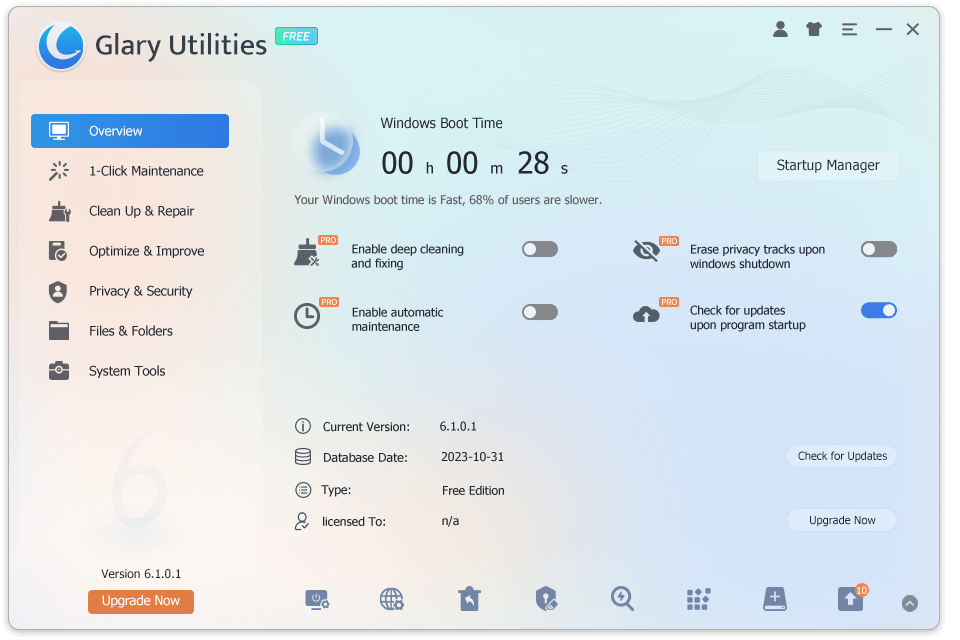 Glary Utilities FREE
Overview
1-Click Maintenance
Clean Up & Repair
Optimize & Improve
Privacy & Security
Files & Folders
System Tools
6
Version 6.1.0.1
Upgrade Now
Windows Boot Time
00 h 00 m 28 s
Startup Manager
Your Windows boot time is Fast, 68% of users are slower.
PRO
Enable deep cleaning
and fixing
PRO
Erase privacy tracks upon
windows shutdown
PRO
Enable automatic
maintenance
PRO
Check for updates
upon program startup
Current Version: 6.1.0.1
Database Date: 2023-10-31
Check for Updates
Type: Free Edition
licensed To: n/a
Upgrade Now
10